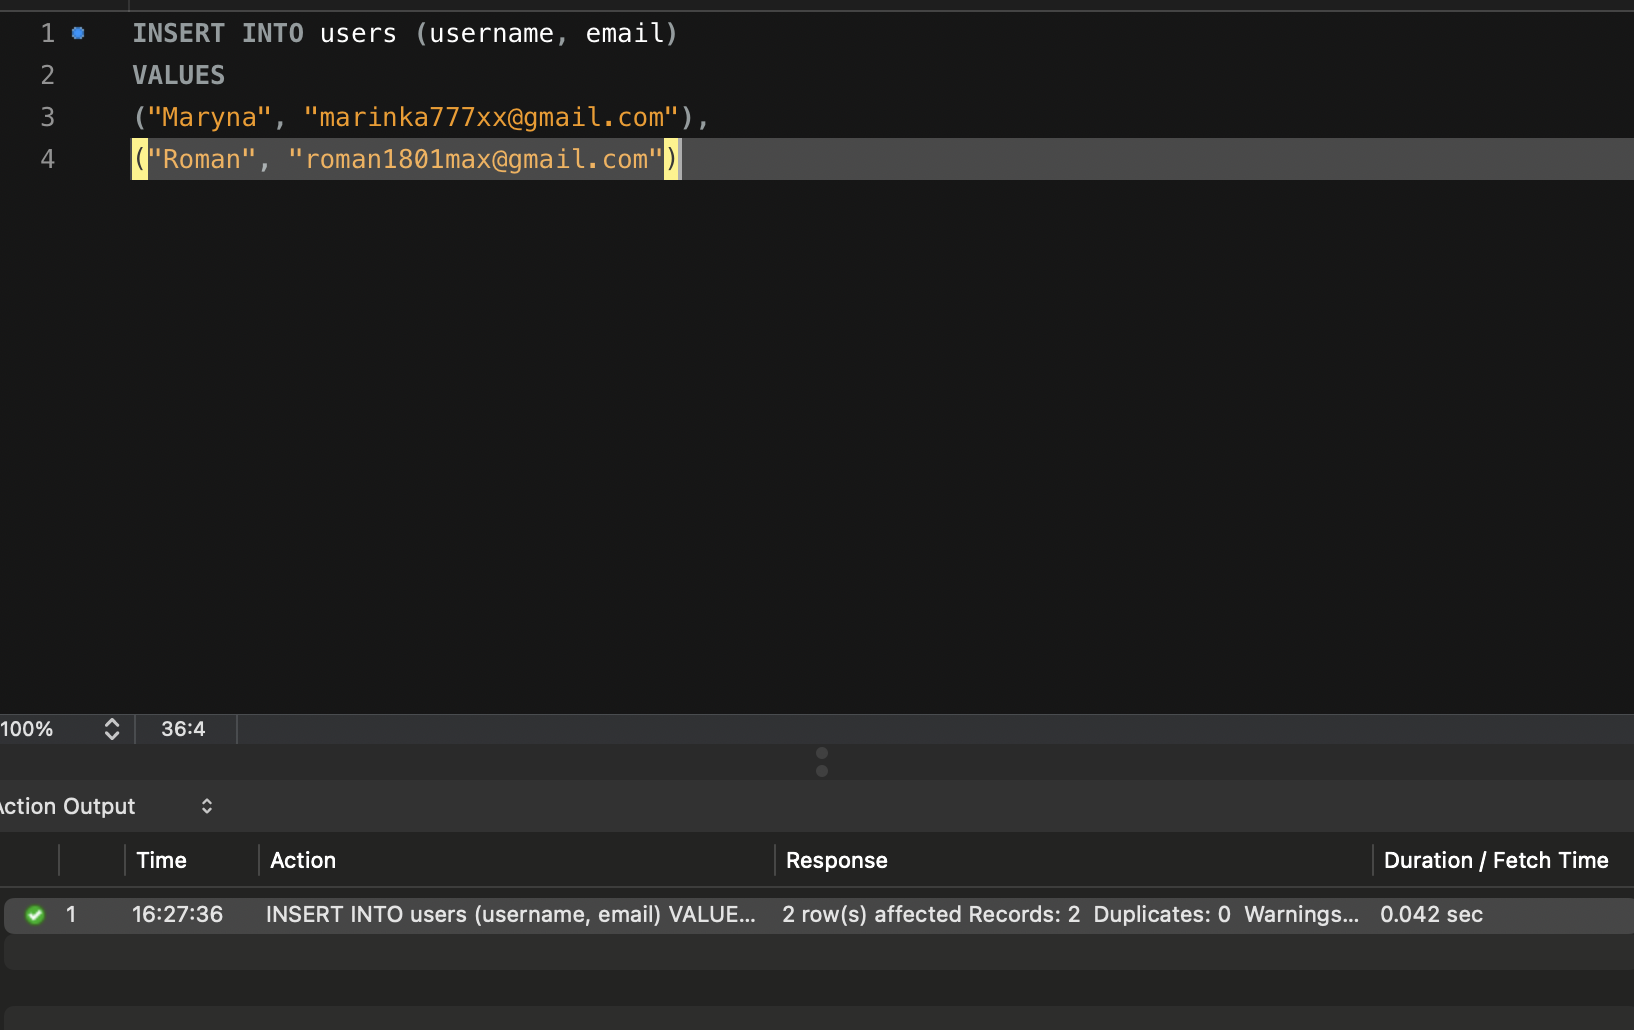 1 INSERT INTO users (username, email)
2 VALUES
3 ("Maryna", "marinka777xx@gmail.com"),
4 ("Roman", "roman1801max@gmail.com")
100% 36:4
Action Output
Time Action Response Duration / Fetch Time
1 16:27:36 INSERT INTO users (username, email) VALUE... 2 row(s) affected Records: 2 Duplicates: 0 Warnings... 0.042 sec